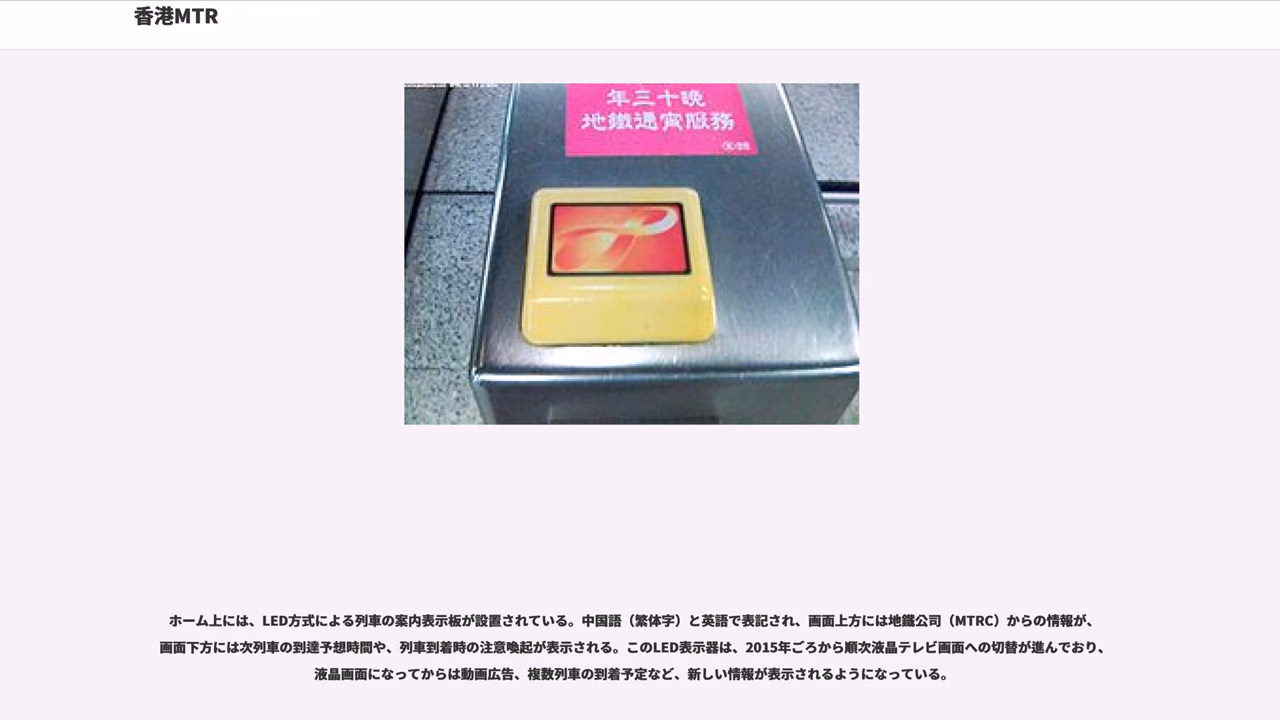 香港MTR
年三十晚
地鐵通宵服務
ホーム上には、LED方式による列車の案内表示板が設置されている。中国語（繁体字）と英語で表記され、画面上方には地鐵公司（MTRC）からの情報が、
画面下方には次列車の到達予想時間や、列車到着時の注意喚起が表示される。このLED表示器は、2015年ごろから順次液晶テレビ画面への切替が進んでおり、
液晶画面になってからは動画広告、複数列車の到着予定など、新しい情報が表示されるようになっている。